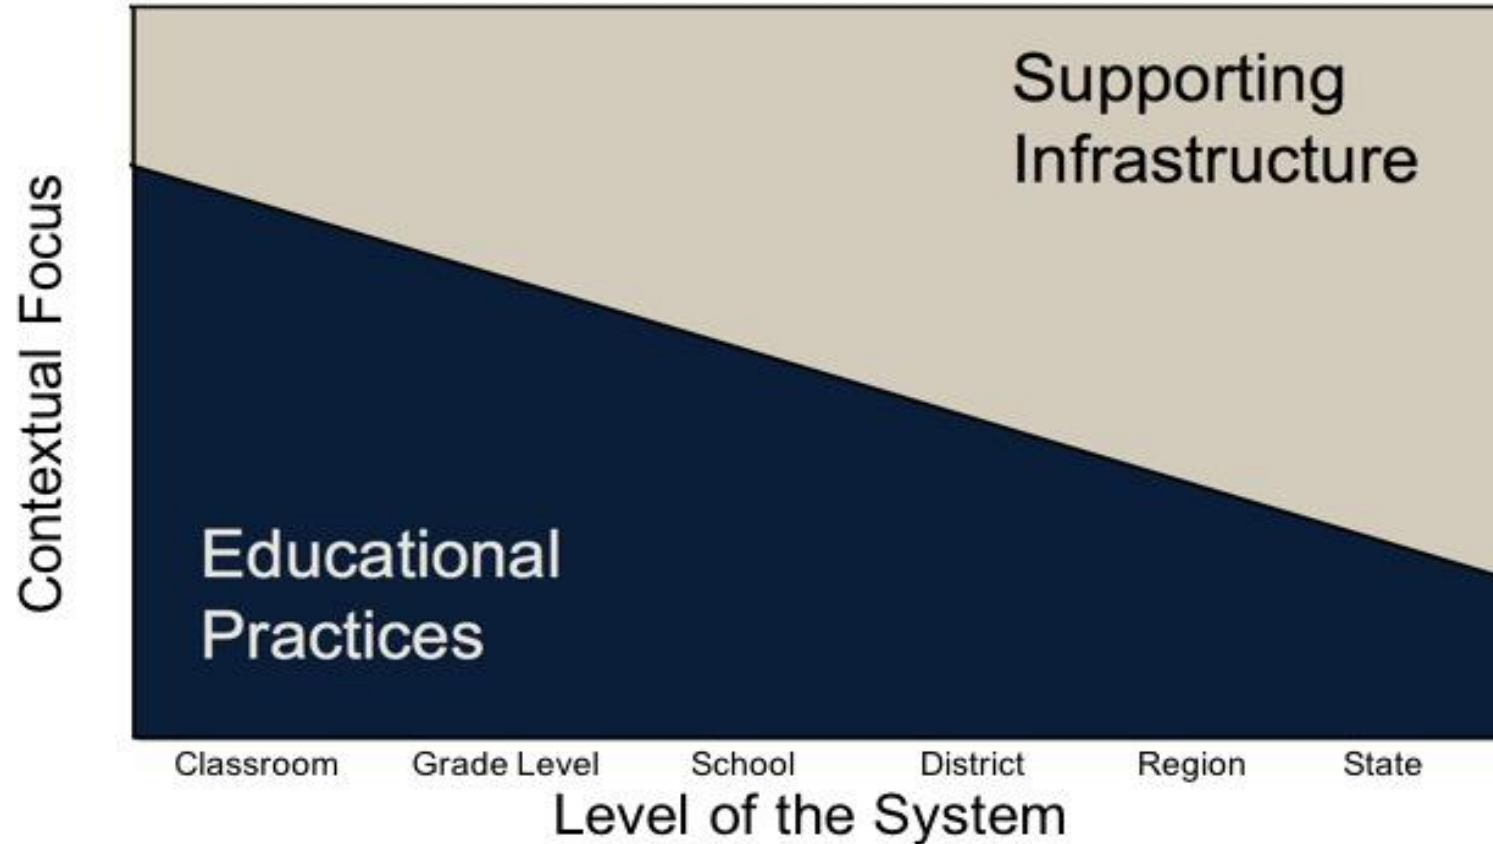 Supporting
Infrastructure
Contextual Focus
Educational
Practices
Classroom Grade Level School District Region State
Level of the System